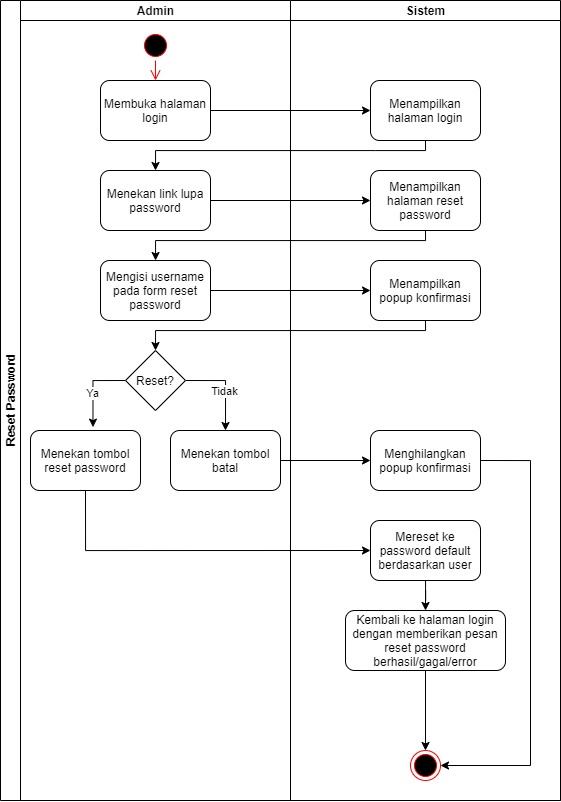 Admin
Sistem
Reset Password
Membuka halaman
login
Menampilkan
halaman login
Menekan link lupa
password
Menampilkan
halaman reset
password
Mengisi username
pada form reset
password
Menampilkan
popup konfirmasi
Reset?
Ya
Tidak
Menekan tombol
reset password
Menekan tombol
batal
Menghilangkan
popup konfirmasi
Mereset ke
password default
berdasarkan user
Kembali ke halaman login
dengan memberikan pesan
reset password
berhasil/gagal/error